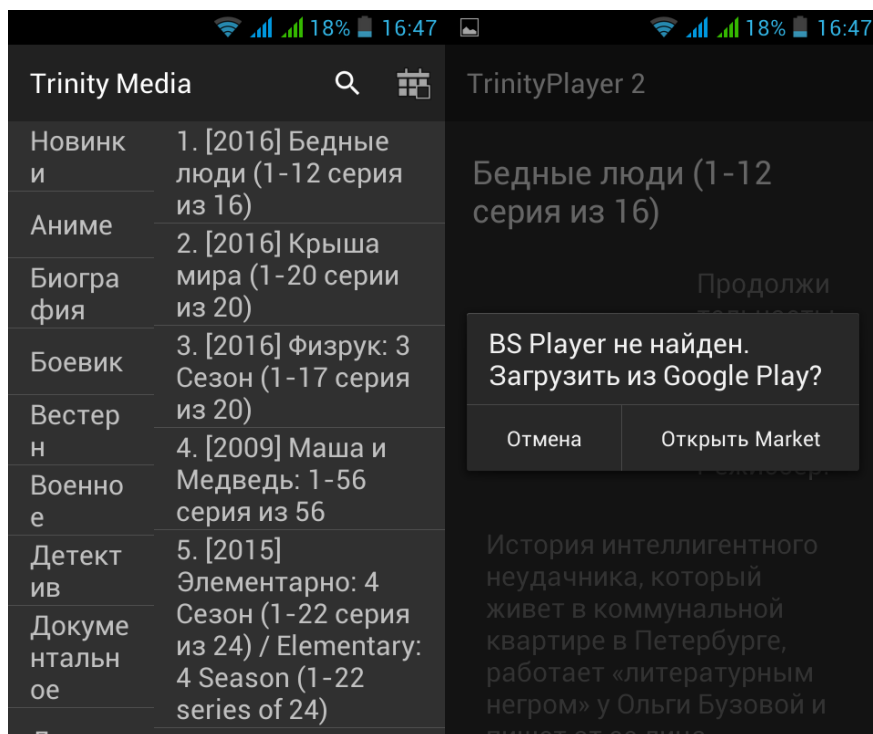 18% 16:47
Trinity Media
Новинк
и
Аниме
Биогра
фия
Боевик
Вестер
н
Военно
е
Детект
ив
Докуме
нтальн
ое
1. [2016] Бедные
люди (1-12 серия
из 16)
2. [2016] Крыша
мира (1-20 серии
из 20)
3. [2016] Физрук: 3
Сезон (1-17 серия
из 20)
4. [2009] Маша и
Медведь: 1-56
серия из 56
5. [2015]
Элементарно: 4
Сезон (1-22 серия
из 24) / Elementary:
4 Season (1-22
series of 24)
18% 16:47
TrinityPlayer 2
Бедные люди (1-12
серия из 16)
Продолжи
BS Player не найден.
Загрузить из Google Play?
Отмена
Открыть Market
История интеллигентного
неудачника, который
живет в коммунальной
квартире в Петербурге,
работает «литературным
негром» у Ольги Бузовой и